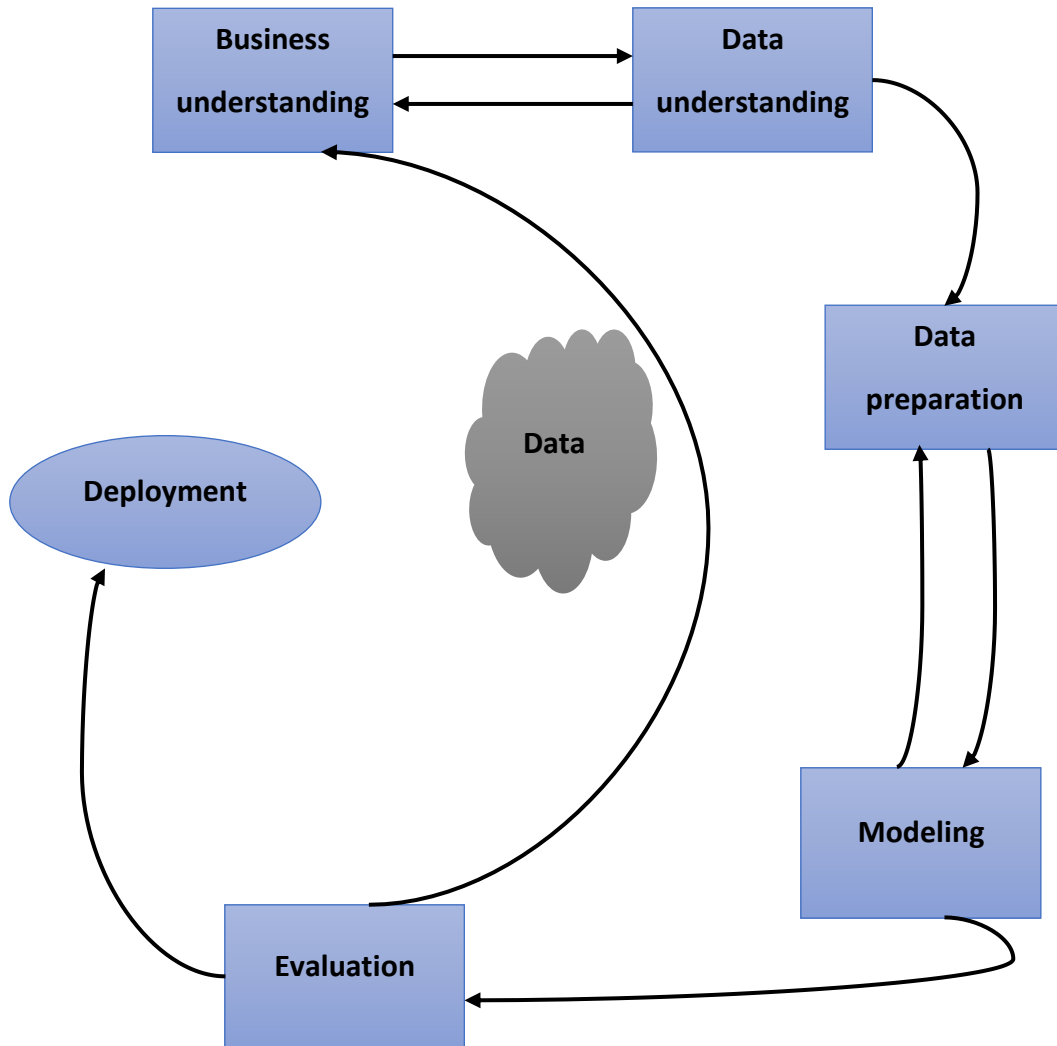 Business
understanding
Data
understanding
Data
preparation
Data
Deployment
Modeling
Evaluation